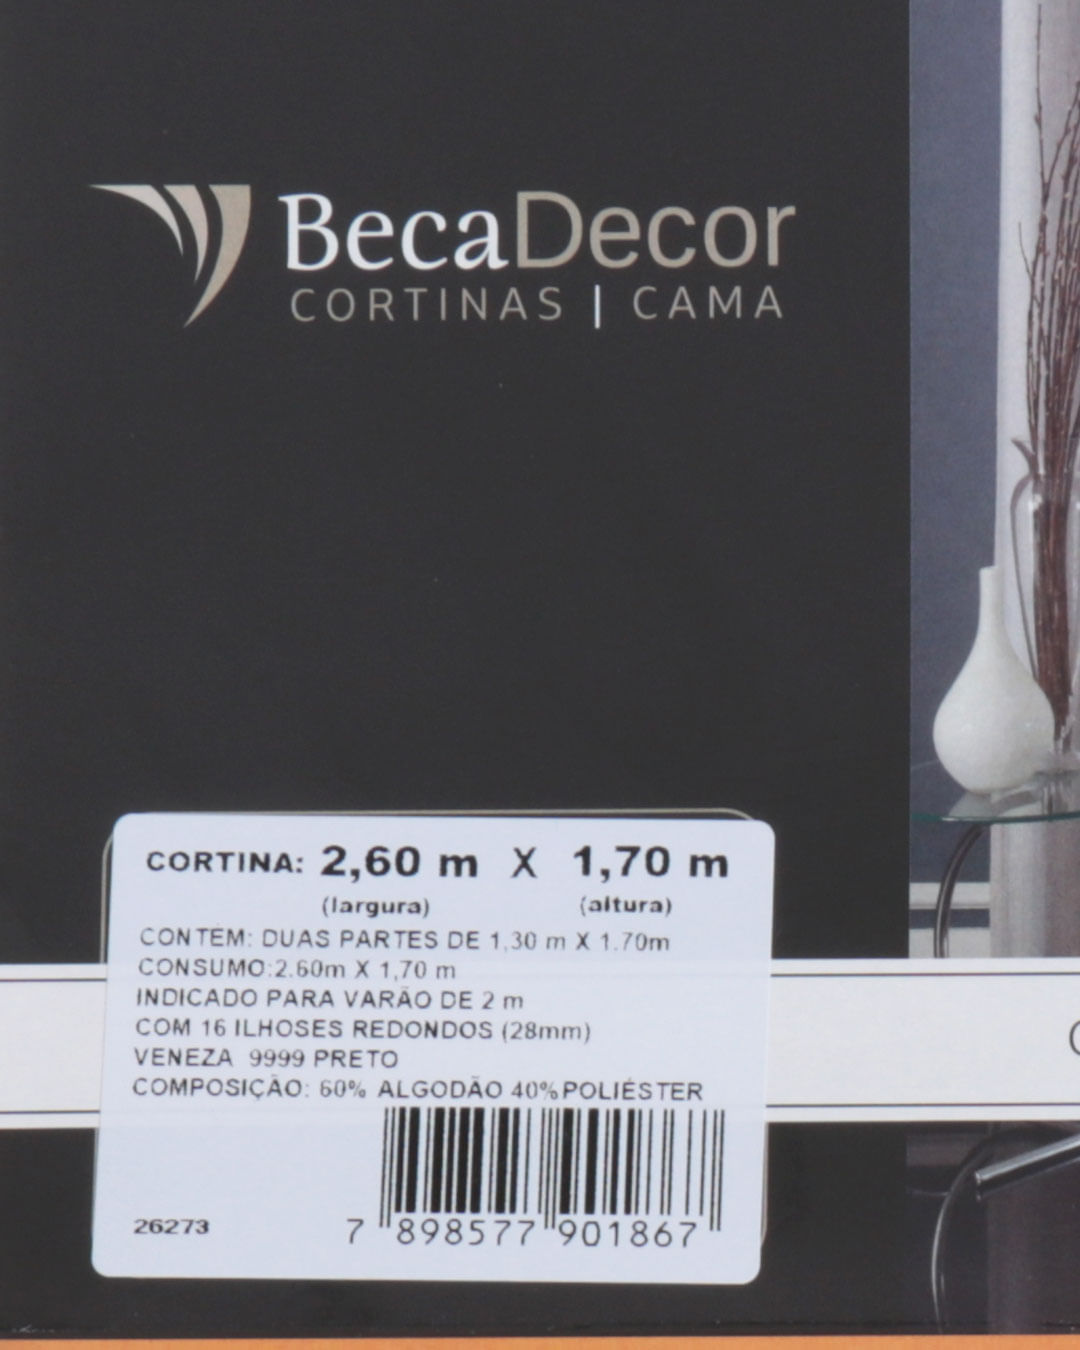 BecaDecor
CORTINAS | CAMA
CORTINA: 2,60 m X 1,70 m
(largura) (altura)
CONTÉM: DUAS PARTES DE 1,30 m X 1.70m
CONSUMO:2.60m X 1,70 m
INDICADO PARA VARÃO DE 2 m
COM 16 ILHOSES REDONDOS (28mm)
VENEZA 9999 PRETO
COMPOSIÇÃO: 60% ALGODÃO 40%POLIÉSTER
26273
7 898577 901867